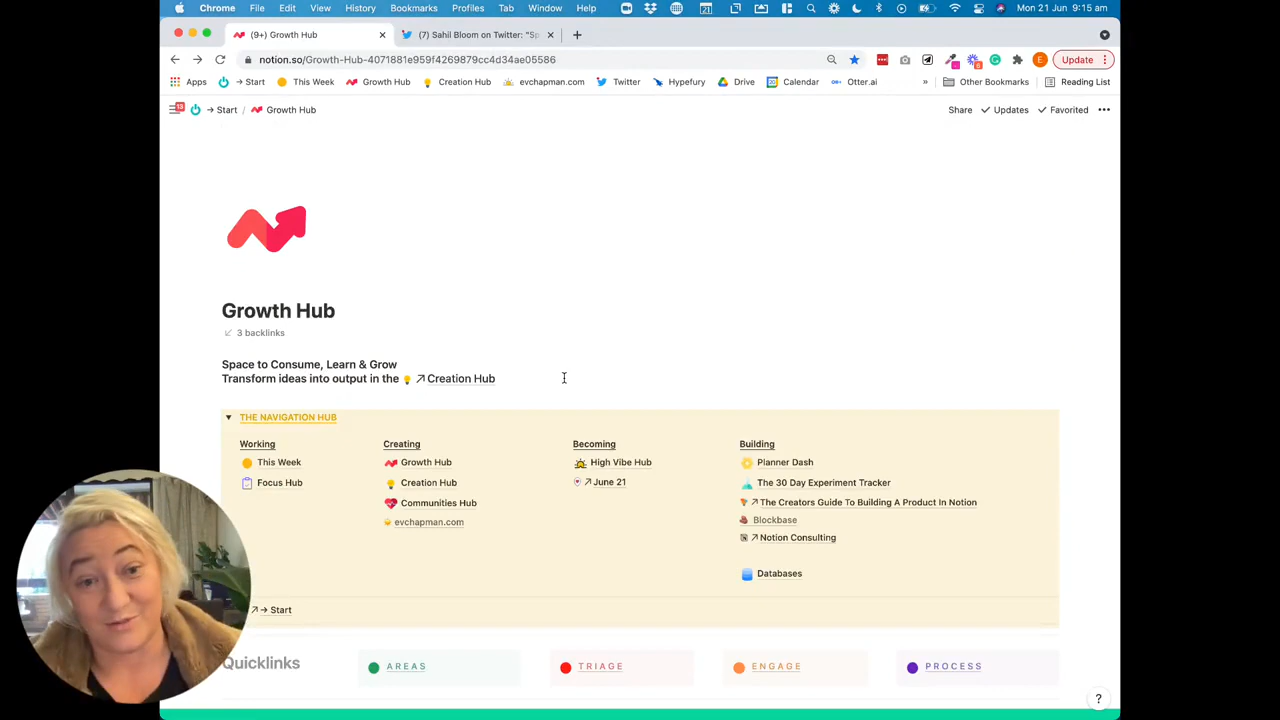 Chrome File Edit View History Bookmarks Profiles Tab Window Help Mon 21 Jun 9:15 am
(9+) Growth Hub (7) Sahil Bloom on Twitter: "Sp
notion.so/Growth-Hub-4071881e959f4269879cc4d34ae05586 E Update
Apps → Start This Week Growth Hub Creation Hub evchapman.com Twitter Hypefury Drive Calendar Otter.ai » Other Bookmarks Reading List
→ Start / Growth Hub Share Updates Favorited
Growth Hub
3 backlinks
Space to Consume, Learn & Grow
Transform ideas into output in the Creation Hub
THE NAVIGATION HUB
Working Creating Becoming Building
This Week Growth Hub High Vibe Hub Planner Dash
Focus Hub Creation Hub June 21 The 30 Day Experiment Tracker
Communities Hub The Creators Guide To Building A Product In Notion
evchapman.com Blockbase
Notion Consulting
Databases
→ Start
Quicklinks AREAS TRIAGE ENGAGE PROCESS
?